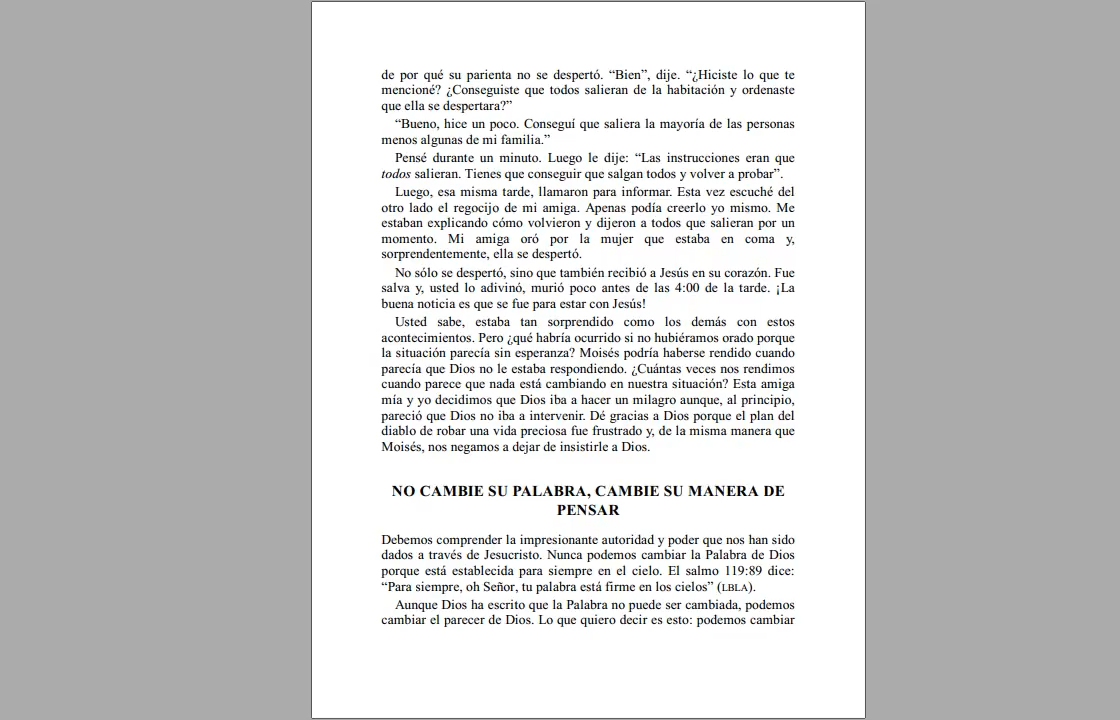 de por qué su parienta no se despertó. “Bien”, dije. “¿Hiciste lo que te
mencioné? ¿Conseguiste que todos salieran de la habitación y ordenaste
que ella se despertara?”
“Bueno, hice un poco. Conseguí que saliera la mayoría de las personas
menos algunas de mi familia.”
Pensé durante un minuto. Luego le dije: “Las instrucciones eran que
todos salieran. Tienes que conseguir que salgan todos y volver a probar”.
Luego, esa misma tarde, llamaron para informar. Esta vez escuché del
otro lado el regocijo de mi amiga. Apenas podía creerlo yo mismo. Me
estaban explicando cómo volvieron y dijeron a todos que salieran por un
momento. Mi amiga oró por la mujer que estaba en coma y,
sorprendentemente, ella se despertó.
No sólo se despertó, sino que también recibió a Jesús en su corazón. Fue
salva y, usted lo adivinó, murió poco antes de las 4:00 de la tarde. ¡La
buena noticia es que se fue para estar con Jesús!
Usted sabe, estaba tan sorprendido como los demás con estos
acontecimientos. Pero ¿qué habría ocurrido si no hubiéramos orado porque
la situación parecía sin esperanza? Moisés podría haberse rendido cuando
parecía que Dios no le estaba respondiendo. ¿Cuántas veces nos rendimos
cuando parece que nada está cambiando en nuestra situación? Esta amiga
mía y yo decidimos que Dios iba a hacer un milagro aunque, al principio,
pareció que Dios no iba a intervenir. Dé gracias a Dios porque el plan del
diablo de robar una vida preciosa fue frustrado y, de la misma manera que
Moisés, nos negamos a dejar de insistirle a Dios.
NO CAMBIE SU PALABRA, CAMBIE SU MANERA DE
PENSAR
Debemos comprender la impresionante autoridad y poder que nos han sido
dados a través de Jesucristo. Nunca podemos cambiar la Palabra de Dios
porque está establecida para siempre en el cielo. El salmo 119:89 dice:
“Para siempre, oh Señor, tu palabra está firme en los cielos” (LBLA).
Aunque Dios ha escrito que la Palabra no puede ser cambiada, podemos
cambiar el parecer de Dios. Lo que quiero decir es esto: podemos cambiar